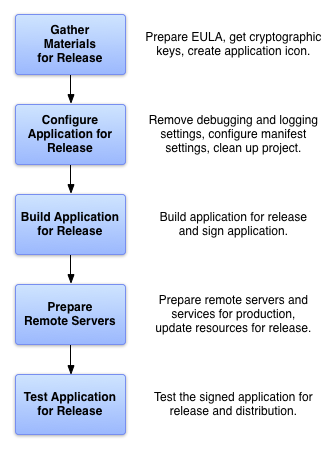 Gather
Materials
for Release
Prepare EULA, get cryptographic
keys, create application icon.
Configure
Application for
Release
Remove debugging and logging
settings, configure manifest
settings, clean up project.
Build Application
for Release
Build application for release
and sign application.
Prepare
Remote Servers
Prepare remote servers and
services for production,
update resources for release.
Test Application
for Release
Test the signed application for
release and distribution.